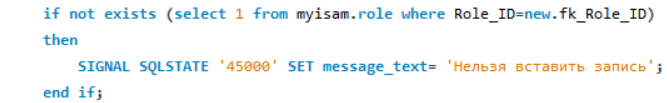 if not exists (select 1 from myisam.role where Role_ID=new.fk_Role_ID)
then
SIGNAL SQLSTATE '45000' SET message_text= 'Нельзя вставить запись';
end if;